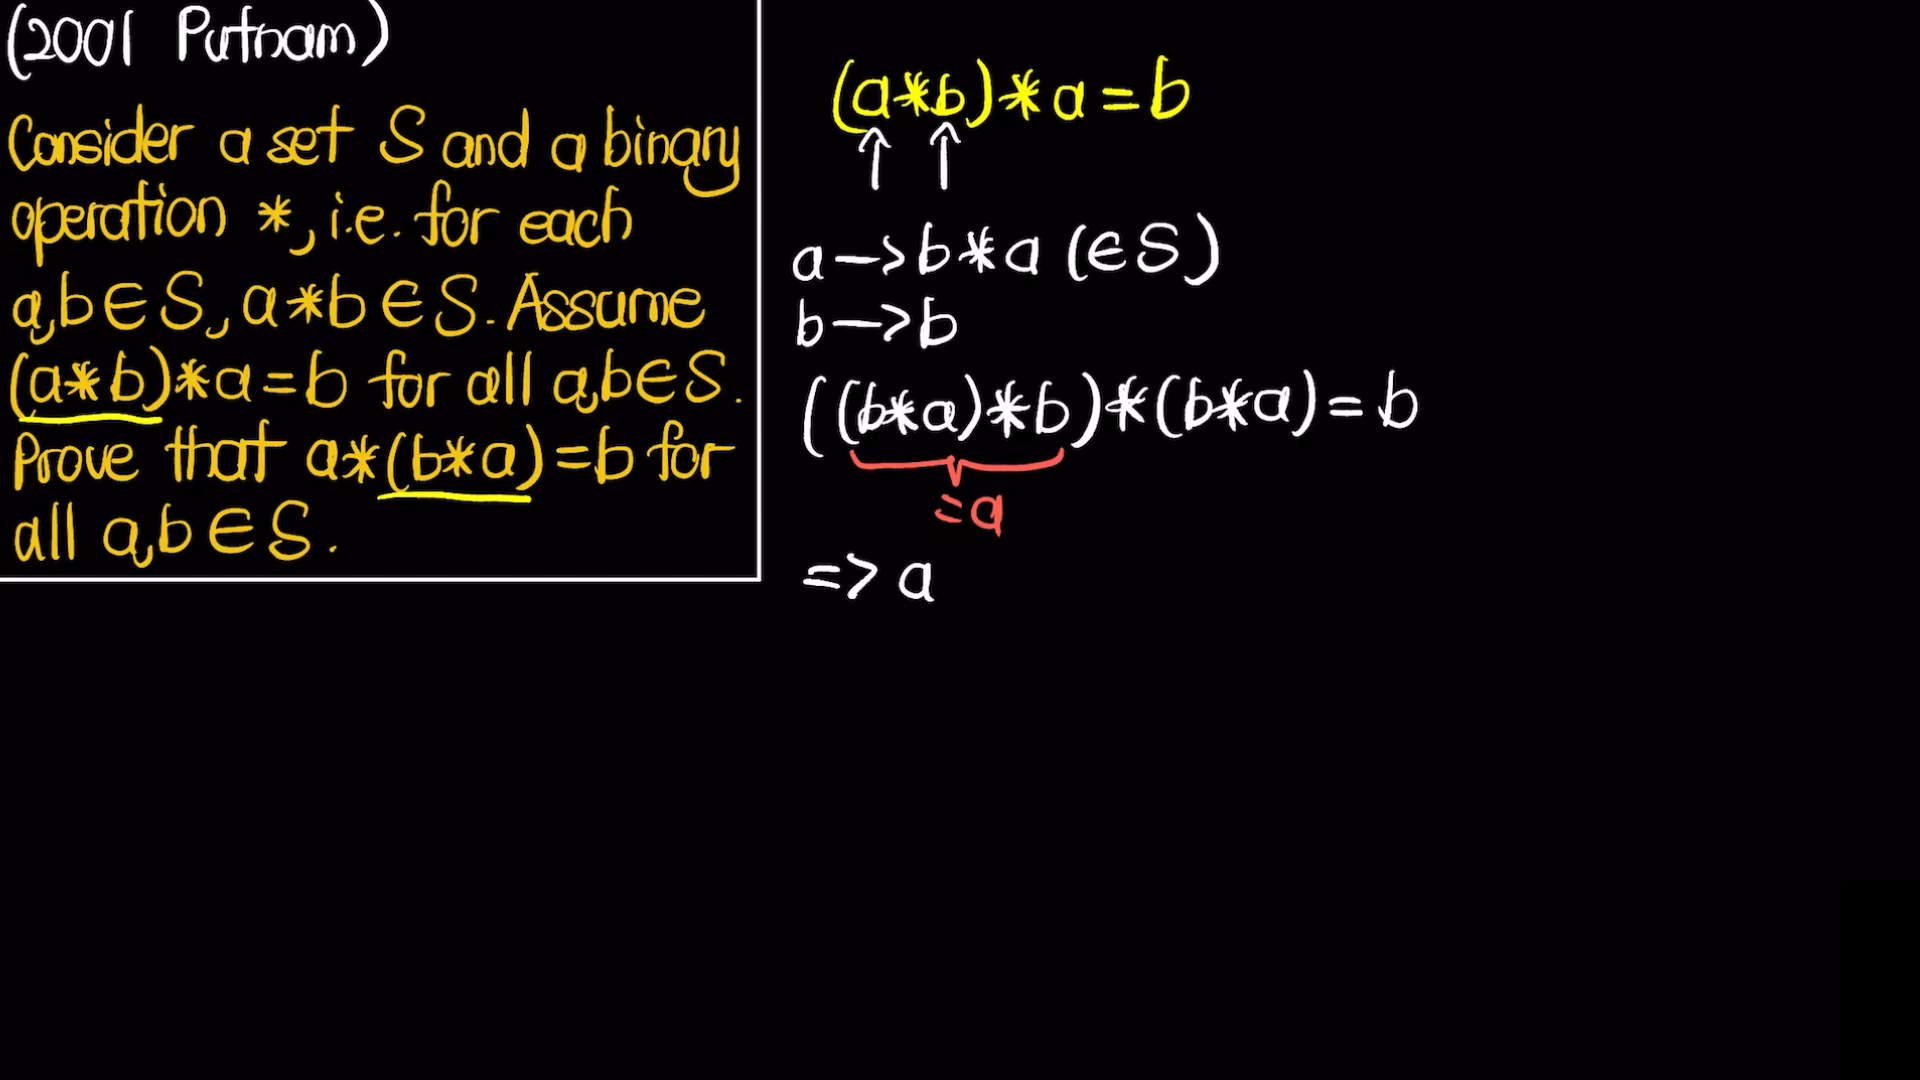 (2001 Putnam)
Consider a set S and a binary
operation *, i.e. for each
a,b∈S, a*b∈S. Assume
(a*b)*a=b for all a,b∈S.
Prove that a*(b*a)=b for
all a,b∈S.
(a*b)*a=b
a->b*a (∈S)
b->b
((b*a)*b)*(b*a)=b
=a
=> a